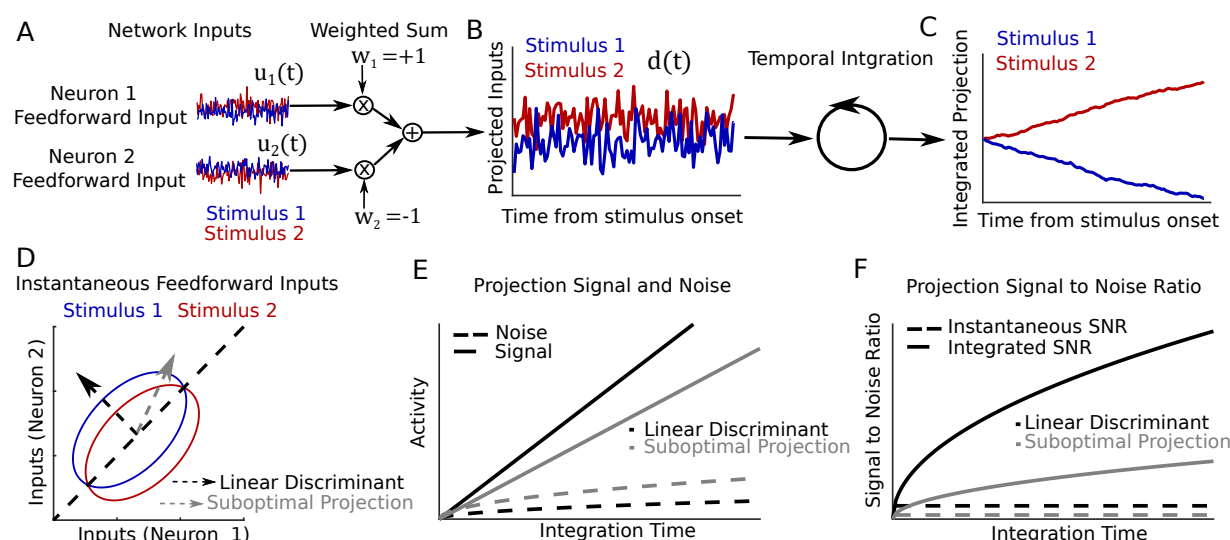 A
Network Inputs
Weighted Sum
w1 =+1
u1(t)
Neuron 1
Feedforward Input
u2(t)
Neuron 2
Feedforward Input
Stimulus 1
Stimulus 2
x
+
x
w2 =-1
B
Stimulus 1
Stimulus 2
d(t)
Projected Inputs
Time from stimulus onset
Temporal Intgration
C
Stimulus 1
Stimulus 2
Integrated Projection
Time from stimulus onset
D
Instantaneous Feedforward Inputs
Stimulus 1 Stimulus 2
Inputs (Neuron 2)
Linear Discriminant
Suboptimal Projection
Inputs (Neuron 1)
E
Projection Signal and Noise
Noise
Signal
Activity
Linear Discriminant
Suboptimal Projection
Integration Time
F
Projection Signal to Noise Ratio
Instantaneous SNR
Integrated SNR
Signal to Noise Ratio
Linear Discriminant
Suboptimal Projection
Integration Time